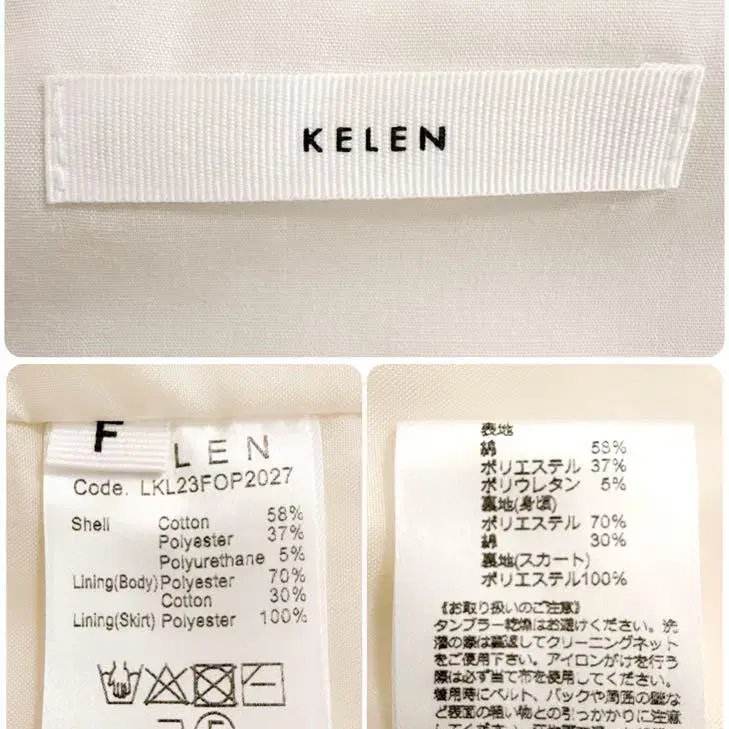 KELEN
F
LEN
Code. LKL23FOP2027
Shell Cotton 58%
Polyester 37%
Polyurethane 5%
Lining(Body) Polyester 70%
Cotton 30%
Lining(Skirt) Polyester 100%
表地
綿 58%
ポリエステル 37%
ポリウレタン 5%
裏地(身頃)
ポリエステル 70%
綿 30%
裏地(スカート)
ポリエステル100%
《お取り扱いのご注意》
タンブラー乾燥はお避けください。洗
濯の際は裏返してクリーニングネット
をご使用下さい。アイロンがけを行う
際は必ず当て布を使用してください。
着用時にベルト、バックや周囲の壁な
ど表面の粗い物との引っかかりに注意
してください。